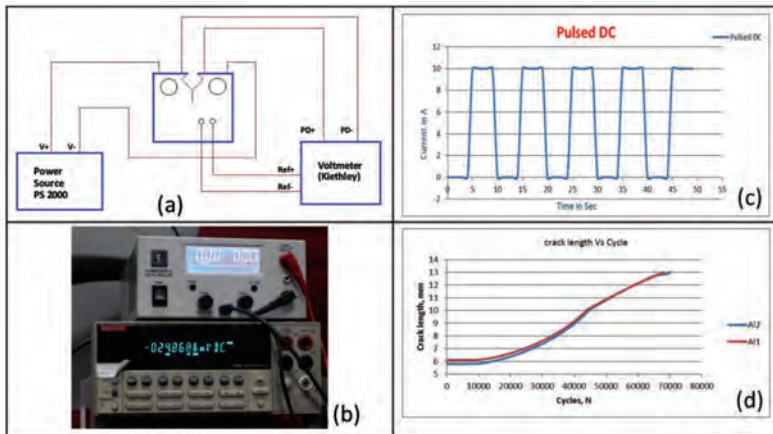 V+
V-
Power
Source
PS 2000
PD+
PD-
Ref+
Ref-
Voltmeter
(Kiethley)
(a)
Pulsed DC
Current in A
12
10
8
6
4
2
0
-2
0 5 10 15 20 25 30 35 40 45 50 55
Time in Sec
Pulsed DC
(c)
(b)
crack length Vs Cycle
Crack length, mm
14
13
12
11
10
9
8
7
6
5
0 10000 20000 30000 40000 50000 60000 70000 80000
Cycles, N
(d)